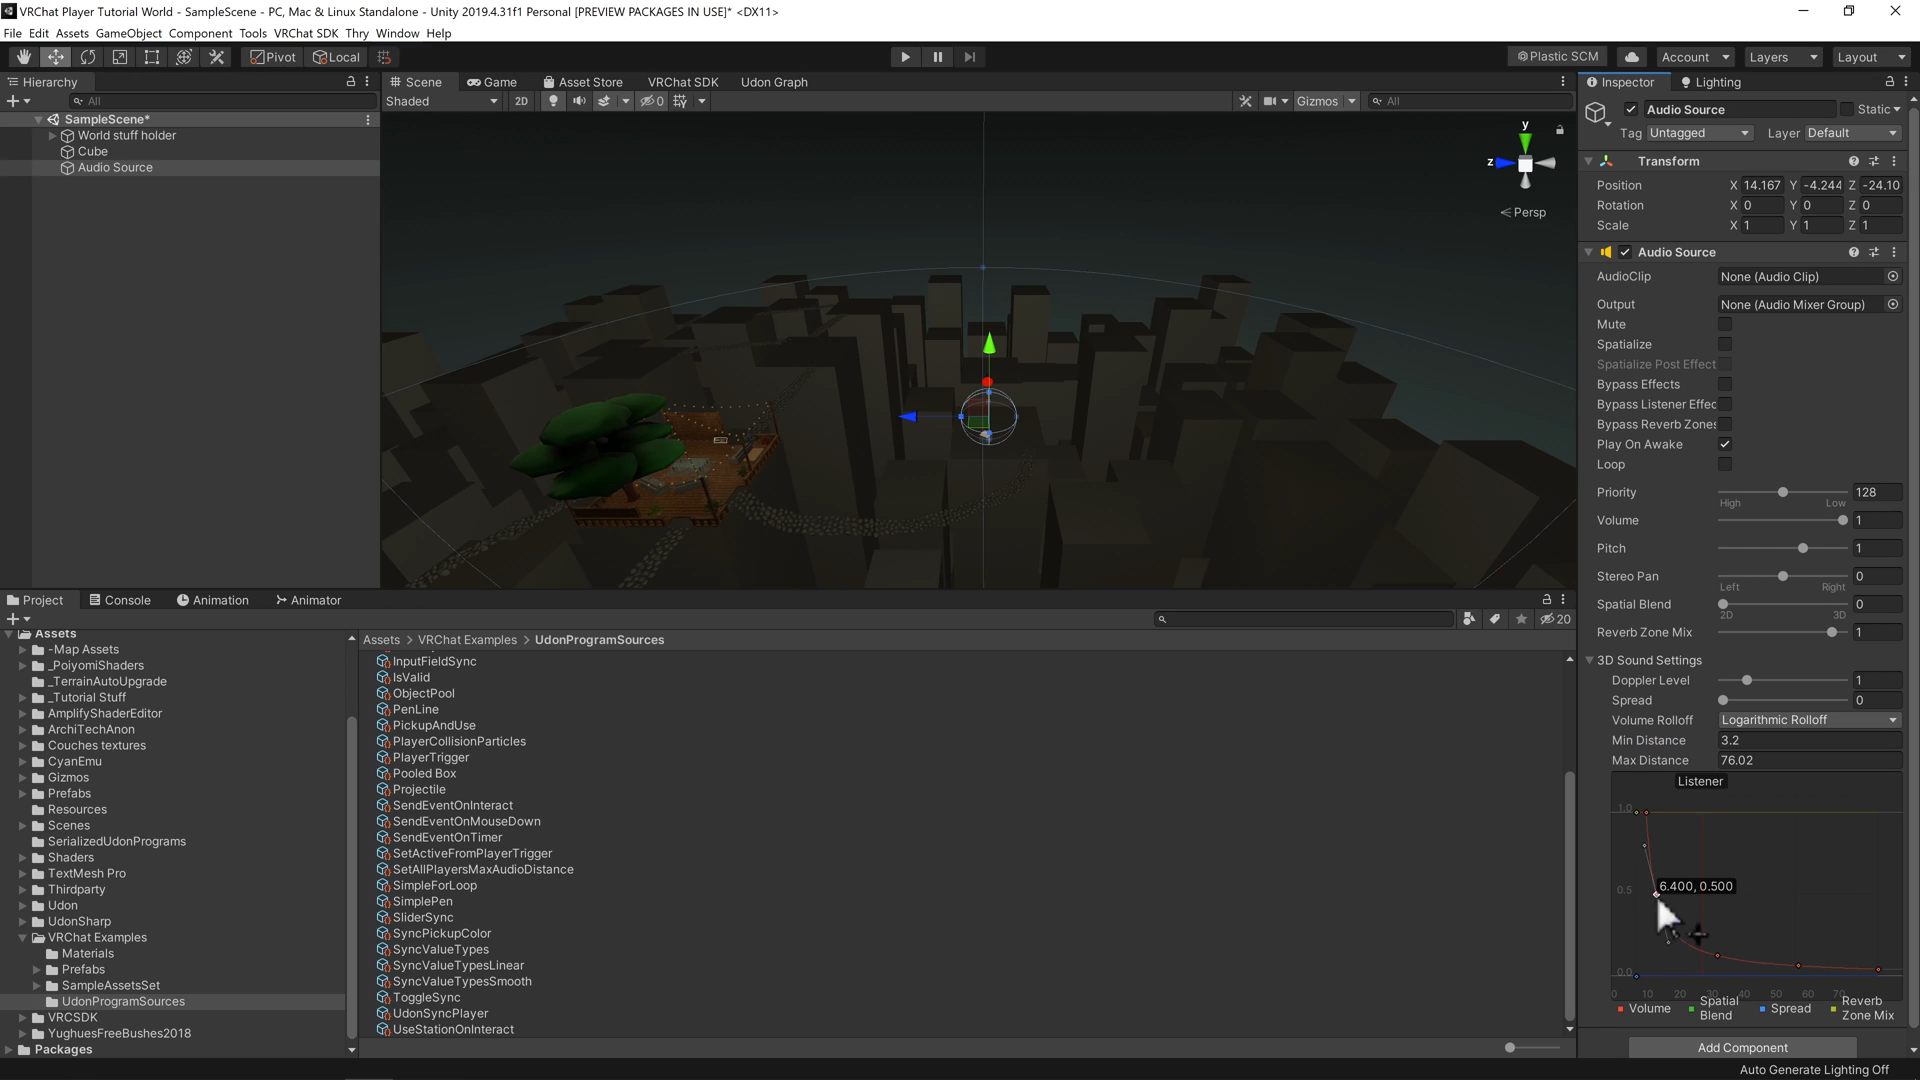 VRChat Player Tutorial World - SampleScene - PC, Mac & Linux Standalone - Unity 2019.4.31f1 Personal [PREVIEW PACKAGES IN USE]* <DX11>
File Edit Assets GameObject Component Tools VRChat SDK Thry Window Help
Pivot Local Plastic SCM Account Layers Layout
Hierarchy Scene Game Asset Store VRChat SDK Udon Graph Inspector Lighting
All Shaded 2D 0 Gizmos All
SampleScene*
World stuff holder
Cube
Audio Source
y
z
Persp
Audio Source Static
Tag Untagged Layer Default
Transform
Position X 14.167 Y -4.244 Z -24.10
Rotation X 0 Y 0 Z 0
Scale X 1 Y 1 Z 1
Audio Source
AudioClip None (Audio Clip)
Output None (Audio Mixer Group)
Mute
Spatialize
Spatialize Post Effect
Bypass Effects
Bypass Listener Effec
Bypass Reverb Zones
Play On Awake
Loop
Priority 128
High Low
Volume 1
Pitch 1
Stereo Pan 0
Left Right
Spatial Blend 0
2D 3D
Reverb Zone Mix 1
3D Sound Settings
Doppler Level 1
Spread 0
Volume Rolloff Logarithmic Rolloff
Min Distance 3.2
Max Distance 76.02
Listener
1.0
6.400, 0.500
0.5
0.0
0 10 20 30 40 50 60 70
Volume Spatial Blend Spread Reverb Zone Mix
Add Component
Auto Generate Lighting Off
Project Console Animation Animator
20
Assets
-Map Assets
_PoiyomiShaders
_TerrainAutoUpgrade
_Tutorial Stuff
AmplifyShaderEditor
ArchiTechAnon
Couches textures
CyanEmu
Gizmos
Prefabs
Resources
Scenes
SerializedUdonPrograms
Shaders
TextMesh Pro
Thirdparty
Udon
UdonSharp
VRChat Examples
Materials
Prefabs
SampleAssetsSet
UdonProgramSources
VRCSDK
YughuesFreeBushes2018
Packages
Assets > VRChat Examples > UdonProgramSources
InputFieldSync
IsValid
ObjectPool
PenLine
PickupAndUse
PlayerCollisionParticles
PlayerTrigger
Pooled Box
Projectile
SendEventOnInteract
SendEventOnMouseDown
SendEventOnTimer
SetActiveFromPlayerTrigger
SetAllPlayersMaxAudioDistance
SimpleForLoop
SimplePen
SliderSync
SyncPickupColor
SyncValueTypes
SyncValueTypesLinear
SyncValueTypesSmooth
ToggleSync
UdonSyncPlayer
UseStationOnInteract